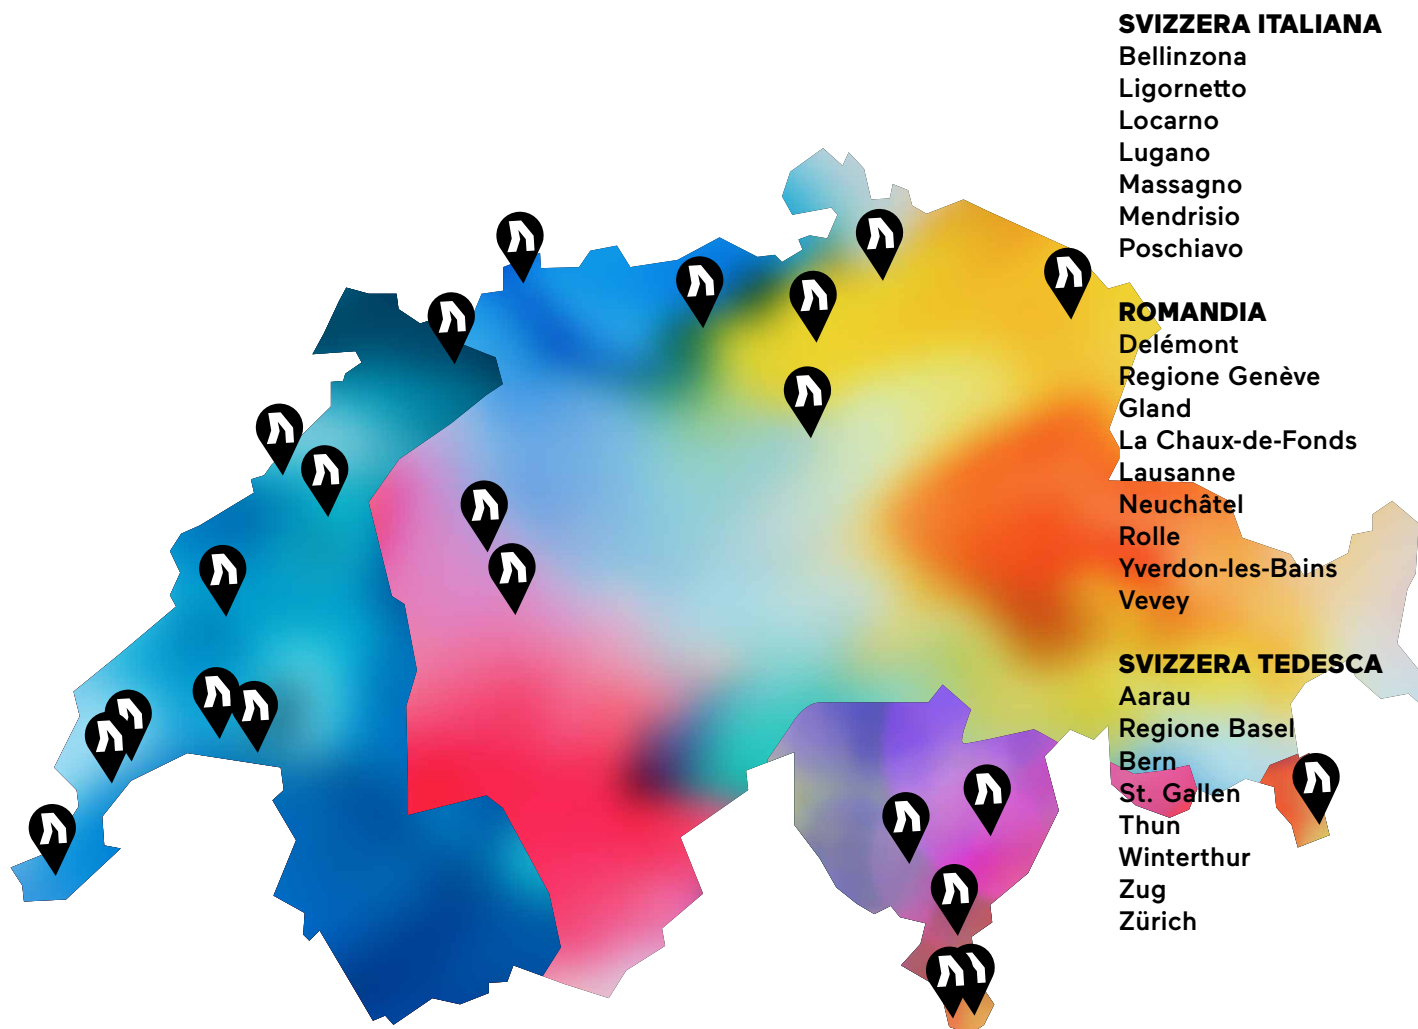 SVIZZERA ITALIANA
Bellinzona
Ligornetto
Locarno
Lugano
Massagno
Mendrisio
Poschiavo
ROMANDIA
Delémont
Regione Genève
Gland
La Chaux-de-Fonds
Lausanne
Neuchâtel
Rolle
Yverdon-les-Bains
Vevey
SVIZZERA TEDESCA
Aarau
Regione Basel
Bern
St. Gallen
Thun
Winterthur
Zug
Zürich